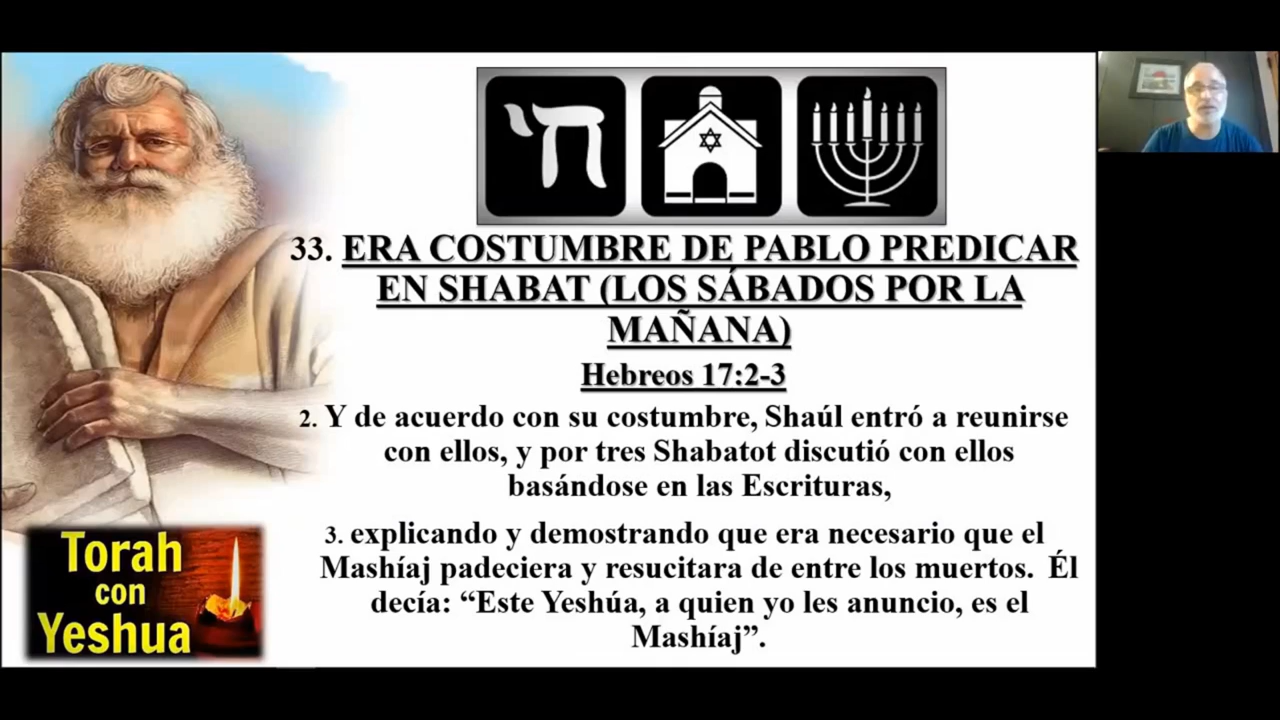 חי
33. ERA COSTUMBRE DE PABLO PREDICAR
EN SHABAT (LOS SÁBADOS POR LA
MAÑANA)
Hebreos 17:2-3
2. Y de acuerdo con su costumbre, Shaúl entró a reunirse
con ellos, y por tres Shabatot discutió con ellos
basándose en las Escrituras,
3. explicando y demostrando que era necesario que el
Mashíaj padeciera y resucitara de entre los muertos. Él
decía: “Este Yeshúa, a quien yo les anuncio, es el
Mashíaj”.
Torah
con
Yeshua